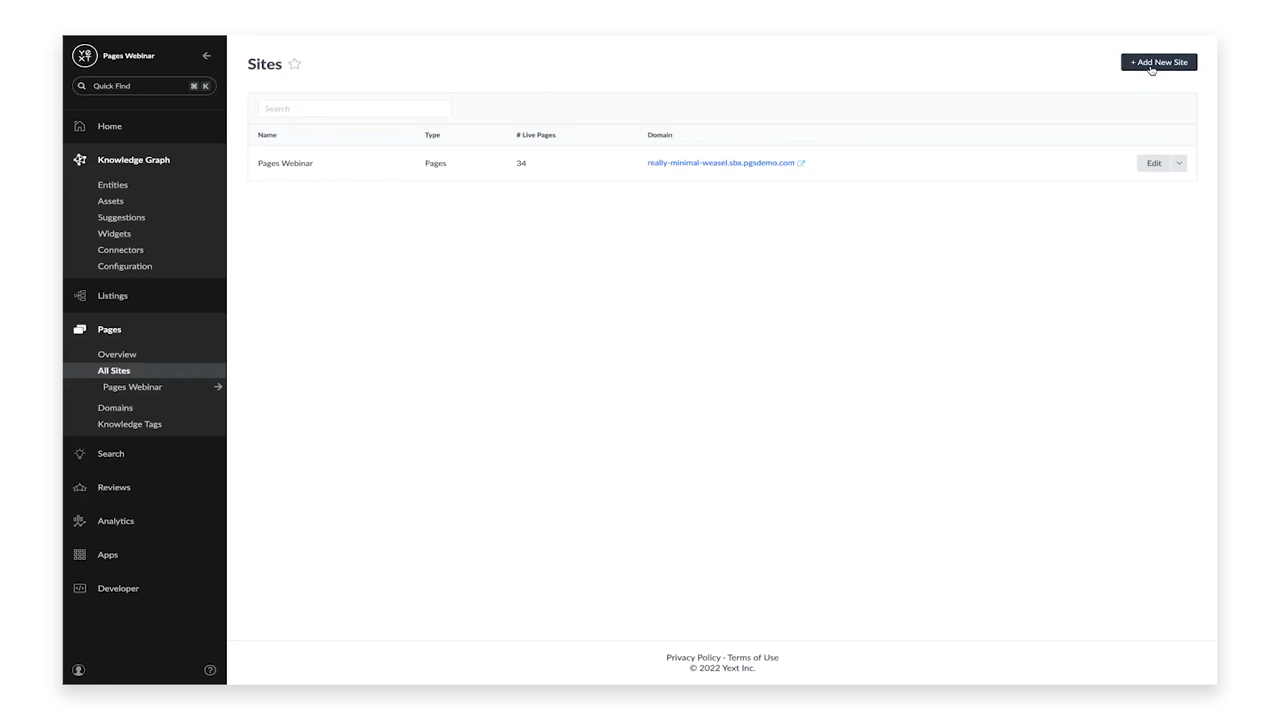 yext
Pages Webinar
Quick Find ⌘ K
Home
Knowledge Graph
Entities
Assets
Suggestions
Widgets
Connectors
Configuration
Listings
Pages
Overview
All Sites
Pages Webinar
Domains
Knowledge Tags
Search
Reviews
Analytics
Apps
Developer
Sites
+ Add New Site
Search
Name Type # Live Pages Domain
Pages Webinar Pages 34 really-minimal-weasel.sbx.pgsdemo.com Edit
Privacy Policy · Terms of Use
© 2022 Yext Inc.